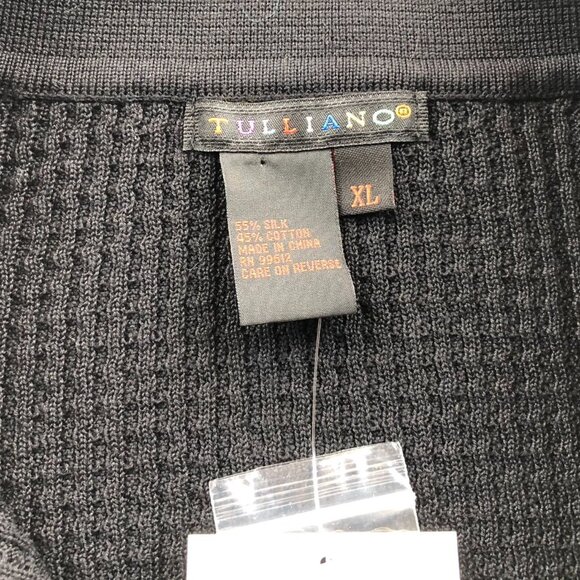 TULLIANO®
XL
55% SILK
45% COTTON
MADE IN CHINA
RN 99612
CARE ON REVERSE